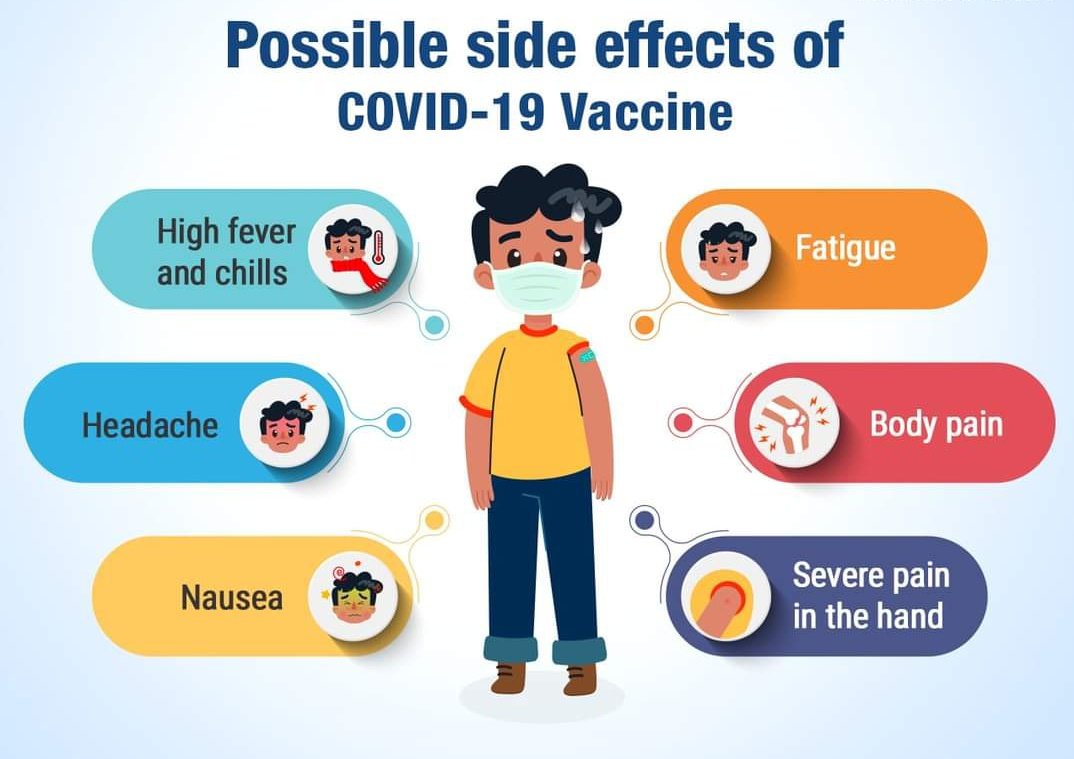 Possible side effects of
COVID-19 Vaccine
High fever
and chills
Fatigue
Headache
Body pain
Nausea
Severe pain
in the hand